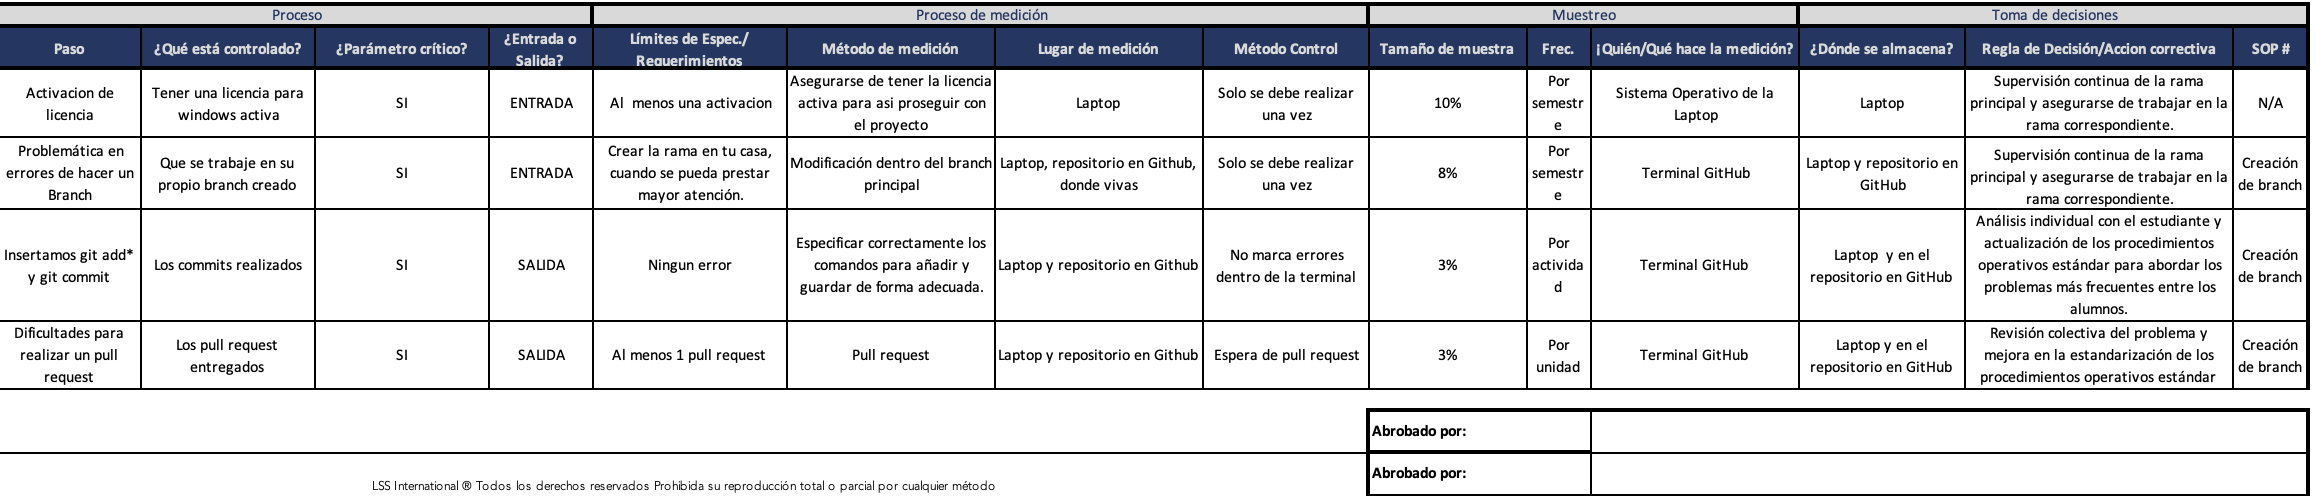 Proceso Proceso de medición Muestreo Toma de decisiones
Paso ¿Qué está controlado? ¿Parámetro crítico? ¿Entrada o Salida? Límites de Espec./ Requerimientos Método de medición Lugar de medición Método Control Tamaño de muestra Frec. ¡Quién/Qué hace la medición? ¿Dónde se almacena? Regla de Decisión/Accion correctiva SOP #
Activacion de licencia Tener una licencia para windows activa SI ENTRADA Al menos una activacion Asegurarse de tener la licencia activa para asi proseguir con el proyecto Laptop Solo se debe realizar una vez 10% Por semestre Sistema Operativo de la Laptop Laptop Supervisión continua de la rama principal y asegurarse de trabajar en la rama correspondiente. N/A
Problemática en errores de hacer un Branch Que se trabaje en su propio branch creado SI ENTRADA Crear la rama en tu casa, cuando se pueda prestar mayor atención. Modificación dentro del branch principal Laptop, repositorio en Github, donde vivas Solo se debe realizar una vez 8% Por semestre Terminal GitHub Laptop y repositorio en GitHub Supervisión continua de la rama principal y asegurarse de trabajar en la rama correspondiente. Creación de branch
Insertamos git add* y git commit Los commits realizados SI SALIDA Ningun error Especificar correctamente los comandos para añadir y guardar de forma adecuada. Laptop y repositorio en Github No marca errores dentro de la terminal 3% Por actividad Terminal GitHub Laptop y en el repositorio en GitHub Análisis individual con el estudiante y actualización de los procedimientos operativos estándar para abordar los problemas más frecuentes entre los alumnos. Creación de branch
Dificultades para realizar un pull request Los pull request entregados SI SALIDA Al menos 1 pull request Pull request Laptop y repositorio en Github Espera de pull request 3% Por unidad Terminal GitHub Laptop y en el repositorio en GitHub Revisión colectiva del problema y mejora en la estandarización de los procedimientos operativos estándar Creación de branch
Abrobado por:
Abrobado por:
LSS International ® Todos los derechos reservados Prohibida su reproducción total o parcial por cualquier método